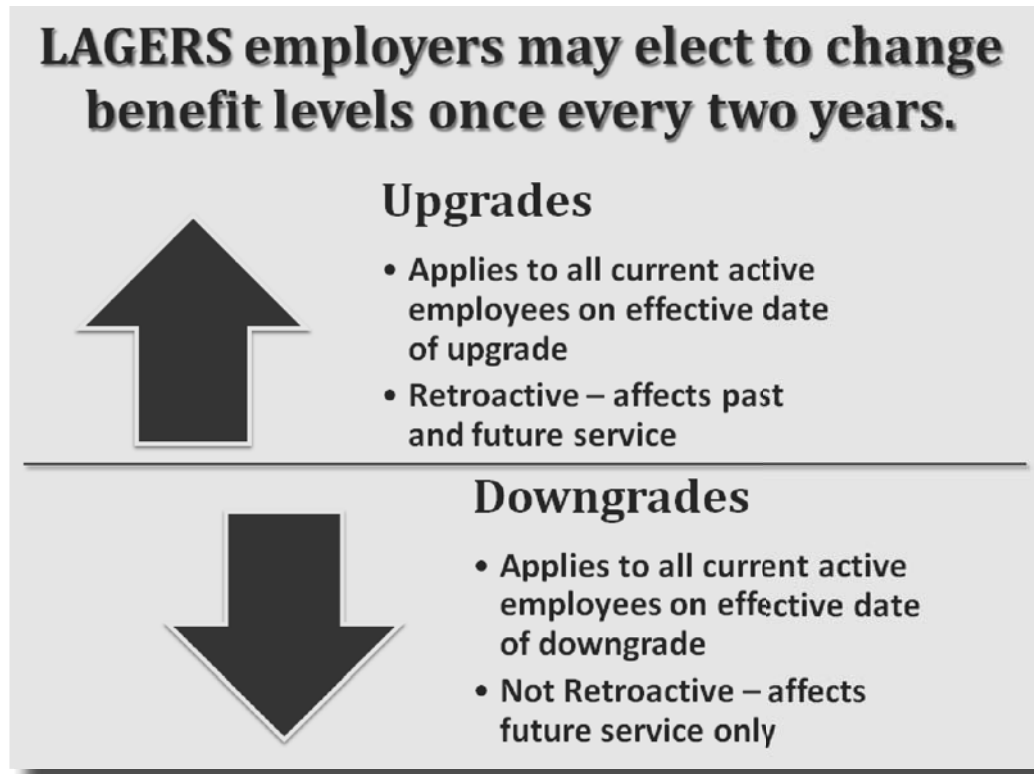 LAGERS employers may elect to change
benefit levels once every two years.
Upgrades
• Applies to all current active
employees on effective date
of upgrade
• Retroactive – affects past
and future service
Downgrades
• Applies to all current active
employees on effective date
of downgrade
• Not Retroactive – affects
future service only